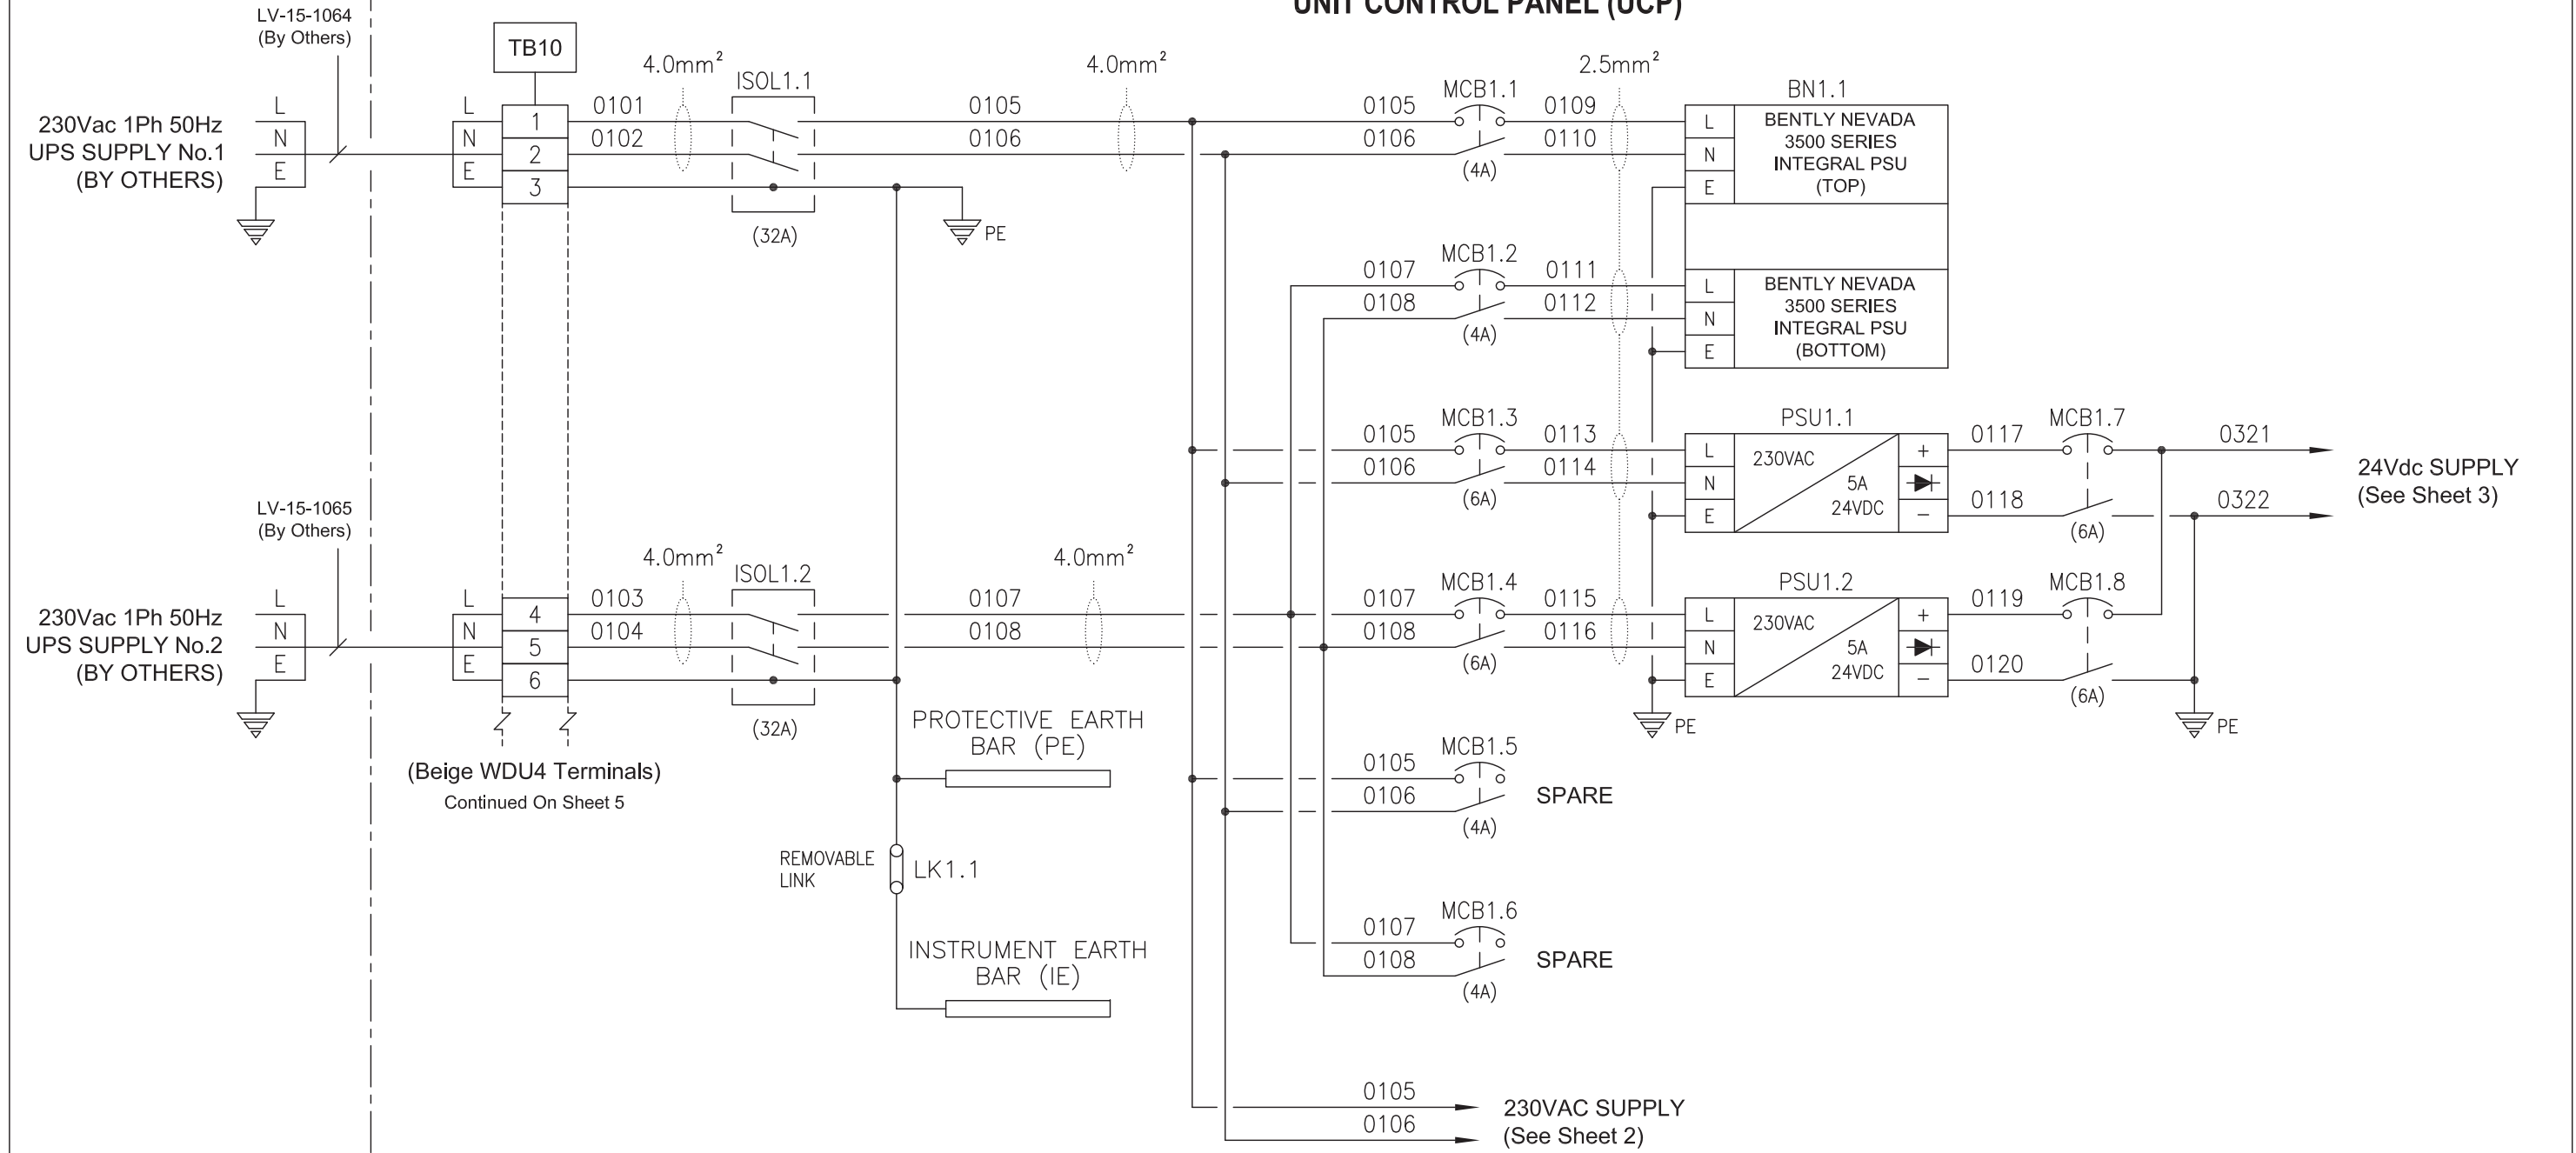 UNIT CONTROL PANEL (UCP)
LV-15-1064
(By Others)
TB10
4.0mm²
ISOL1.1
4.0mm²
2.5mm²
230Vac 1Ph 50Hz
UPS SUPPLY No.1
(BY OTHERS)
L
N
E
L
N
E
1
2
3
0101
0102
(32A)
0105
0106
PE
0105
0106
MCB1.1
(4A)
0109
0110
BN1.1
L
N
E
BENTLY NEVADA
3500 SERIES
INTEGRAL PSU
(TOP)
0107
0108
MCB1.2
(4A)
0111
0112
L
N
E
BENTLY NEVADA
3500 SERIES
INTEGRAL PSU
(BOTTOM)
0105
0106
MCB1.3
(6A)
0113
0114
PSU1.1
L
N
E
230VAC
5A
24VDC
+
−
0117
0118
MCB1.7
(6A)
0321
0322
24Vdc SUPPLY
(See Sheet 3)
LV-15-1065
(By Others)
230Vac 1Ph 50Hz
UPS SUPPLY No.2
(BY OTHERS)
L
N
E
L
N
E
4
5
6
0103
0104
4.0mm²
ISOL1.2
(32A)
0107
0108
4.0mm²
0107
0108
MCB1.4
(6A)
0115
0116
PSU1.2
L
N
E
230VAC
5A
24VDC
+
−
0119
0120
MCB1.8
(6A)
PE
PE
(Beige WDU4 Terminals)
Continued On Sheet 5
PROTECTIVE EARTH
BAR (PE)
REMOVABLE
LINK
LK1.1
INSTRUMENT EARTH
BAR (IE)
0105
0106
MCB1.5
(4A)
SPARE
0107
0108
MCB1.6
(4A)
SPARE
0105
0106
230VAC SUPPLY
(See Sheet 2)